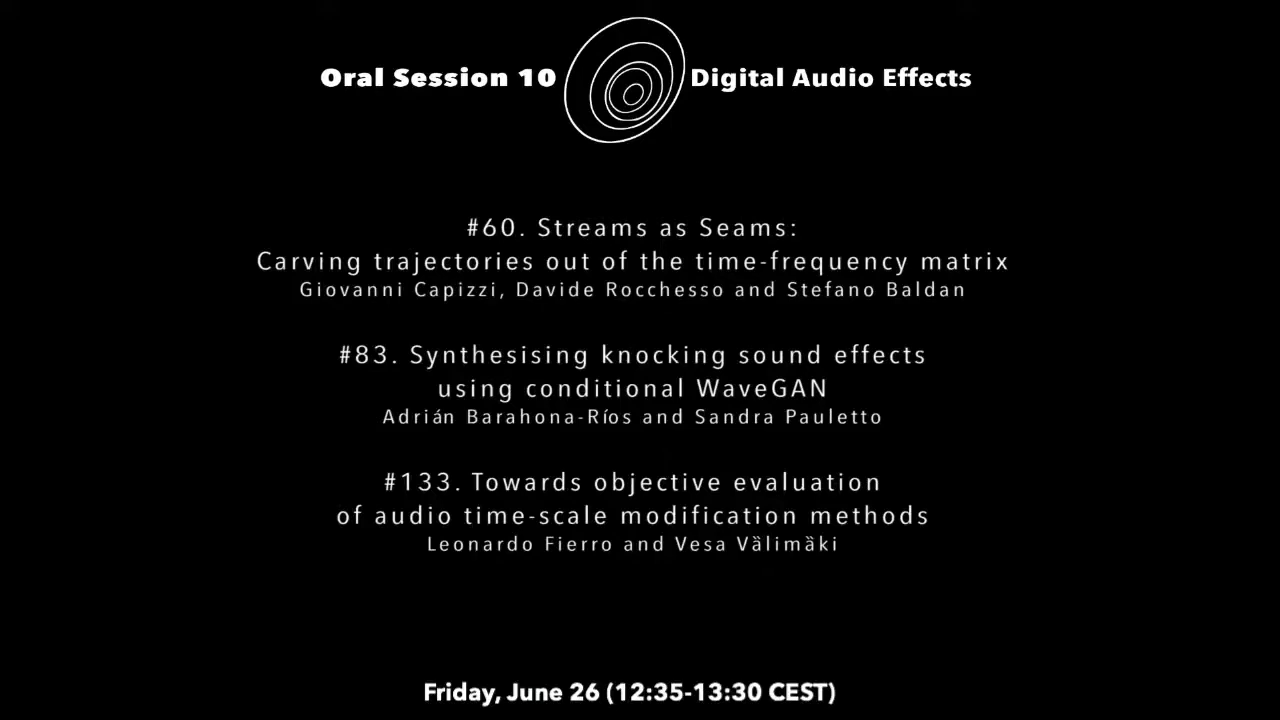 Oral Session 10 Digital Audio Effects
#60. Streams as Seams:
Carving trajectories out of the time-frequency matrix
Giovanni Capizzi, Davide Rocchesso and Stefano Baldan
#83. Synthesising knocking sound effects
using conditional WaveGAN
Adrián Barahona-Ríos and Sandra Pauletto
#133. Towards objective evaluation
of audio time-scale modification methods
Leonardo Fierro and Vesa Välimäki
Friday, June 26 (12:35-13:30 CEST)